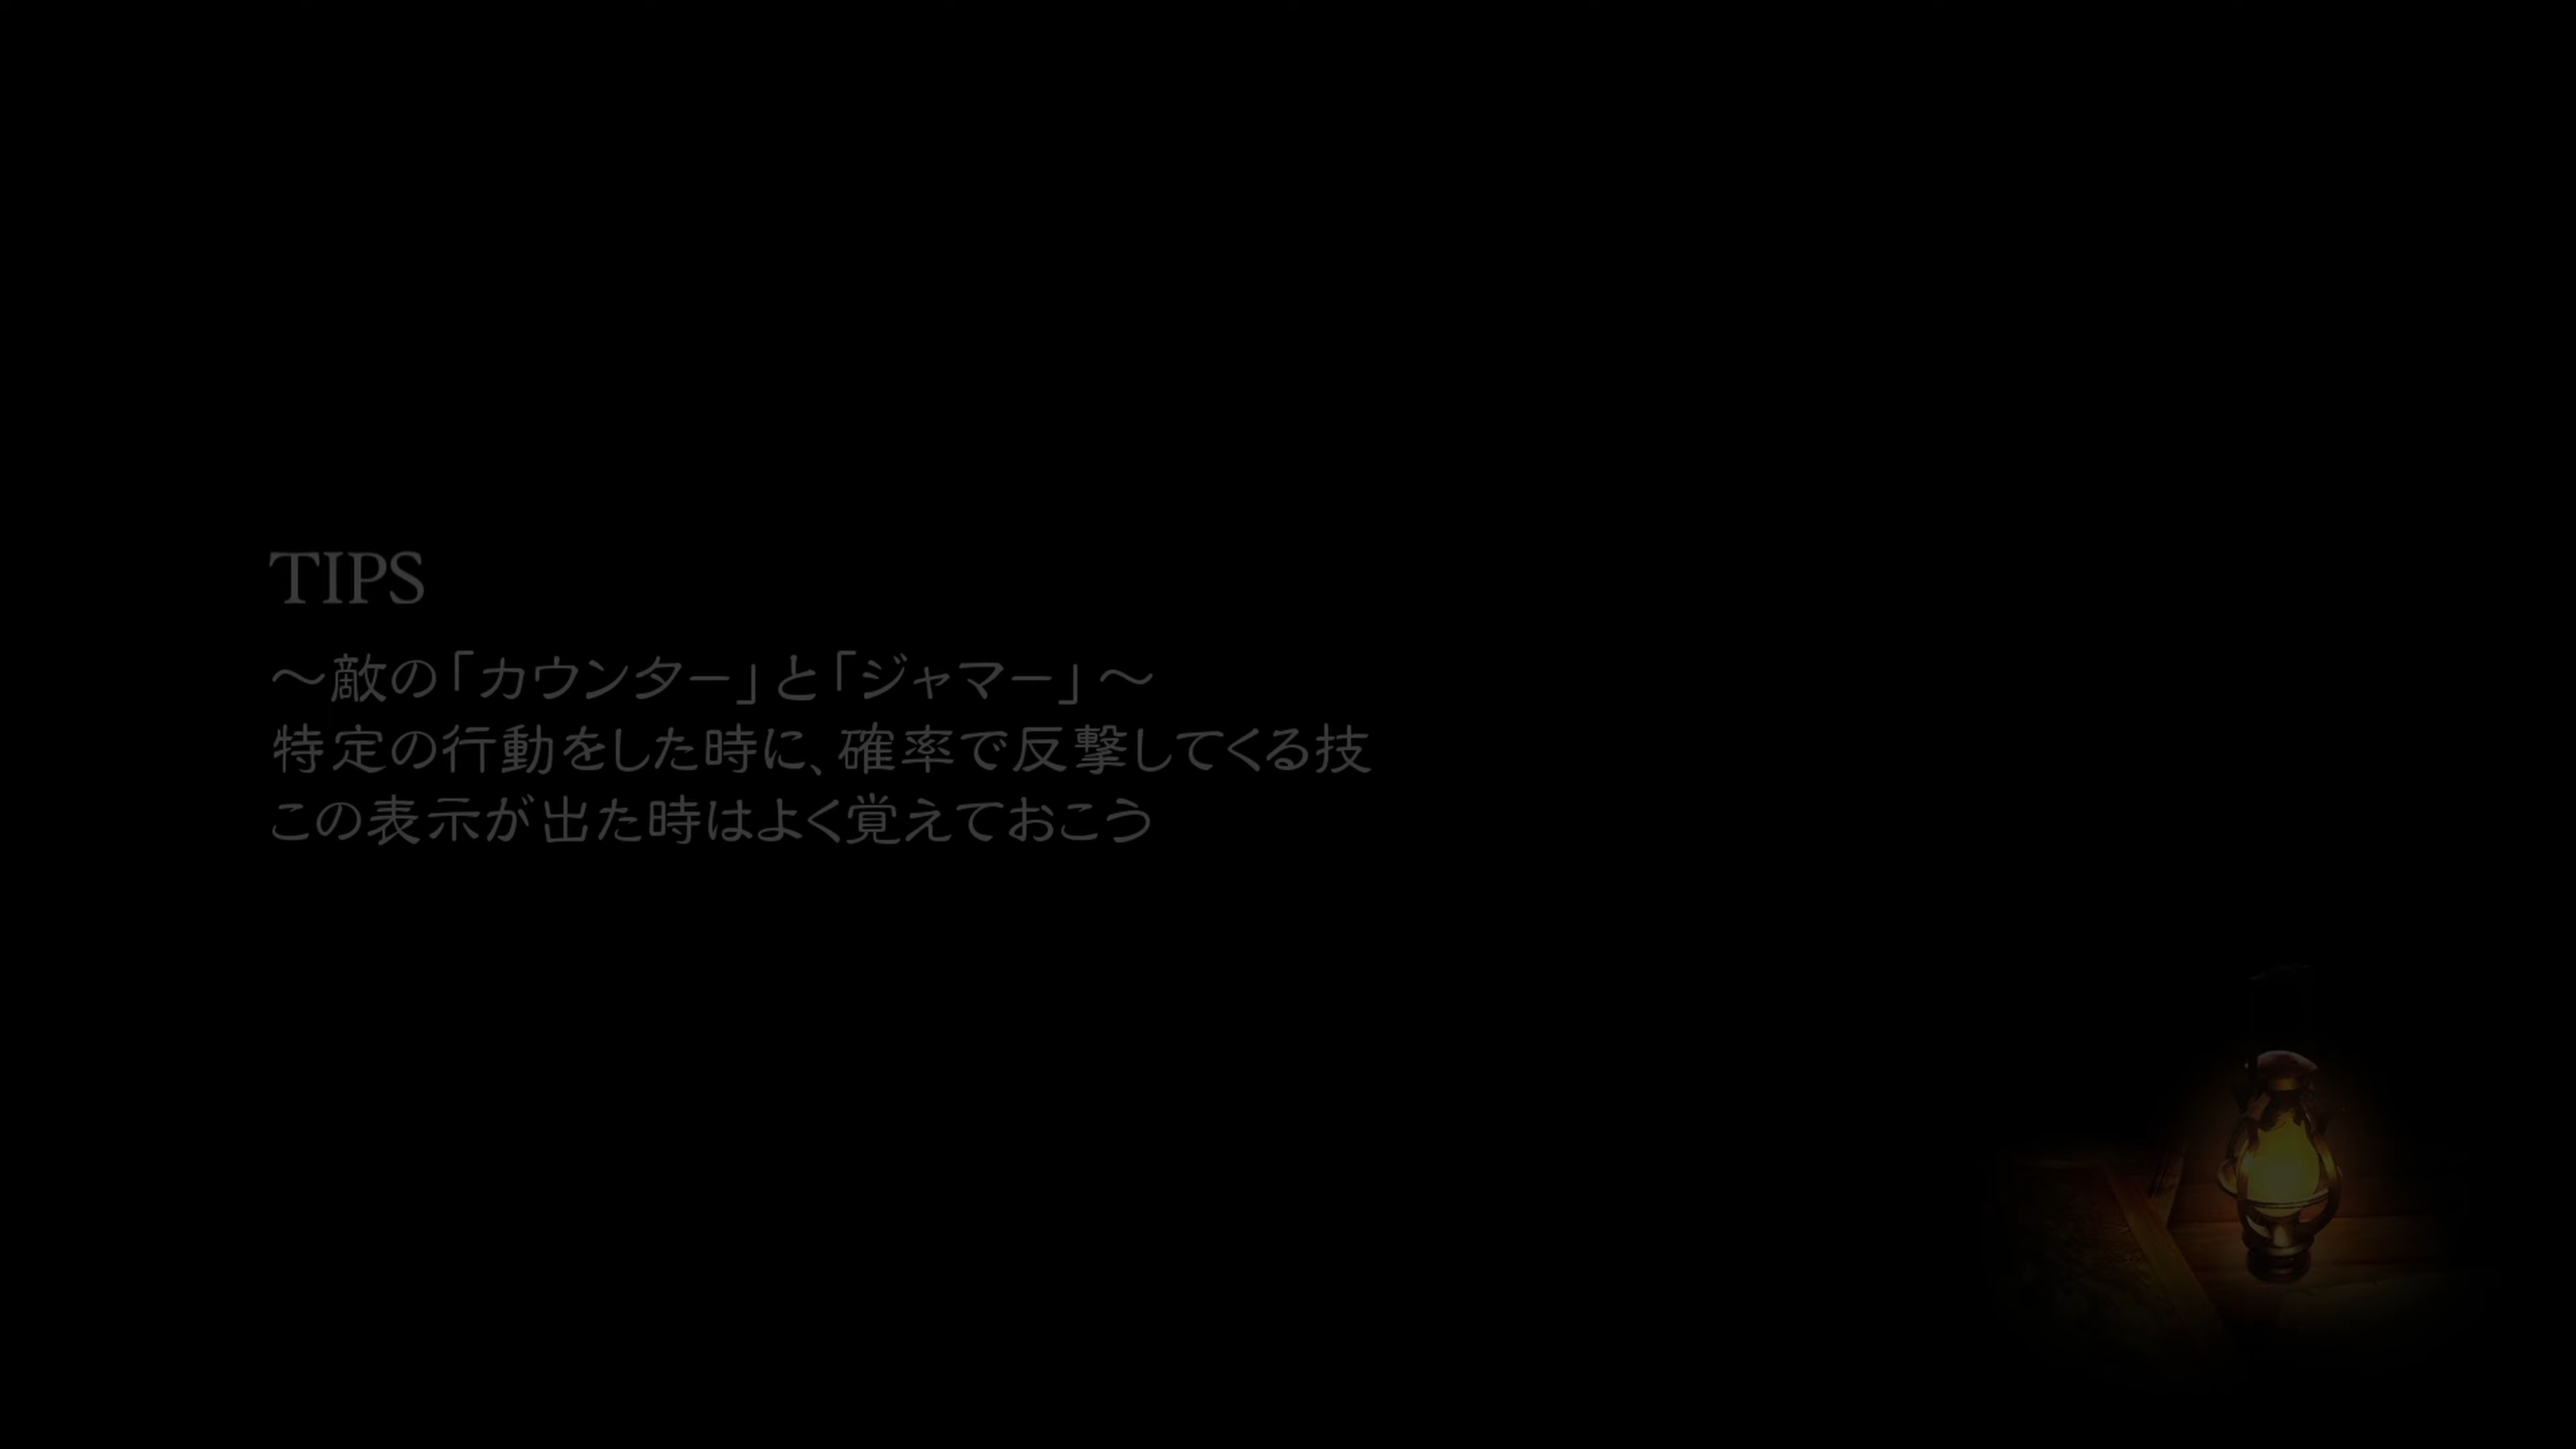 TIPS
～敵の「カウンター」と「ジャマー」～
特定の行動をした時に、確率で反撃してくる技
この表示が出た時はよく覚えておこう